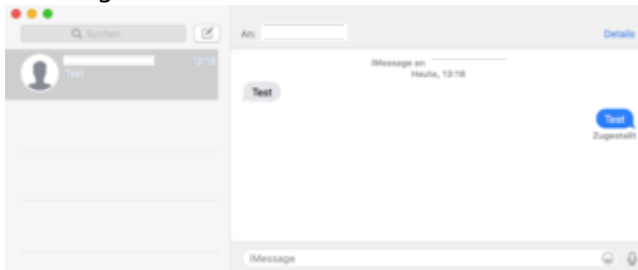 Suchen
An:
Details
13:18
Test
iMessage an
Heute, 13:18
Test
Test
Zugestellt
iMessage